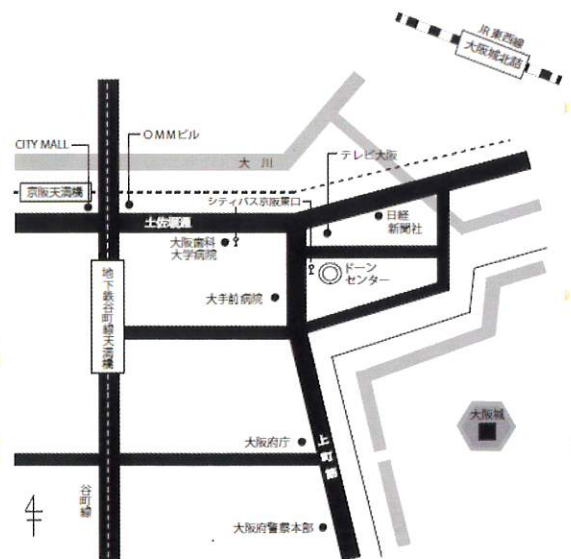 JR東西線
大阪城北詰
OMMビル
CITY MALL
大川
テレビ大阪
京阪天満橋
シティバス京阪東口
日経
新聞社
土佐堀通
大阪歯科
大学病院
ドーン
センター
地下鉄谷町線天満橋
大手前病院
大阪城
大阪府庁
上町筋
谷町線
大阪府警察本部